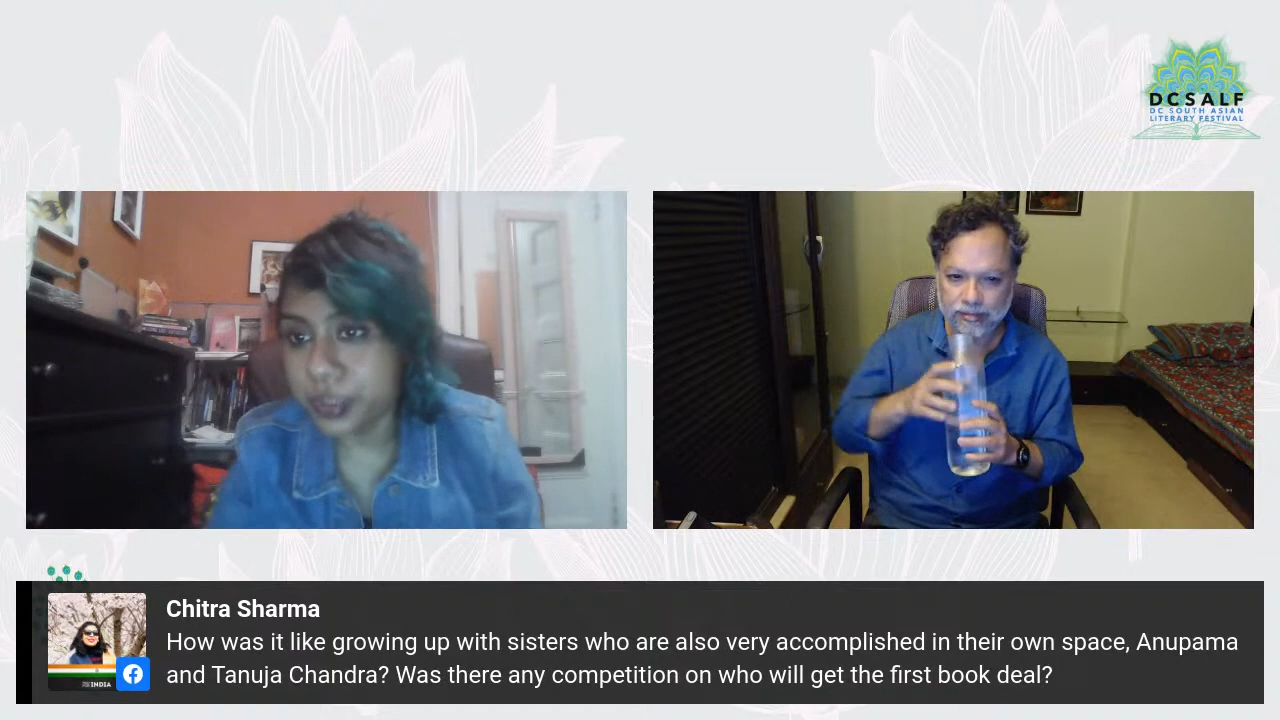 DCSALF
DC SOUTH ASIAN
LITERARY FESTIVAL
Chitra Sharma
How was it like growing up with sisters who are also very accomplished in their own space, Anupama
and Tanuja Chandra? Was there any competition on who will get the first book deal?
INDIA